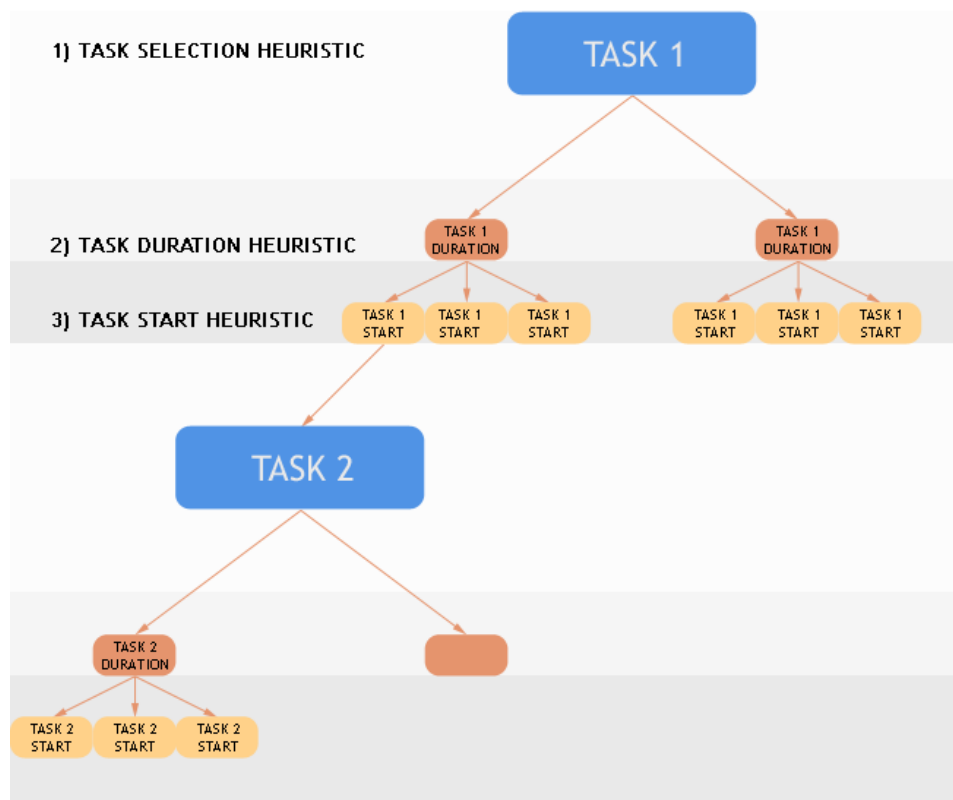 1) TASK SELECTION HEURISTIC
TASK 1
2) TASK DURATION HEURISTIC
TASK 1
DURATION
TASK 1
DURATION
3) TASK START HEURISTIC
TASK 1
START
TASK 1
START
TASK 1
START
TASK 1
START
TASK 1
START
TASK 1
START
TASK 2
TASK 2
DURATION
TASK 2
START
TASK 2
START
TASK 2
START